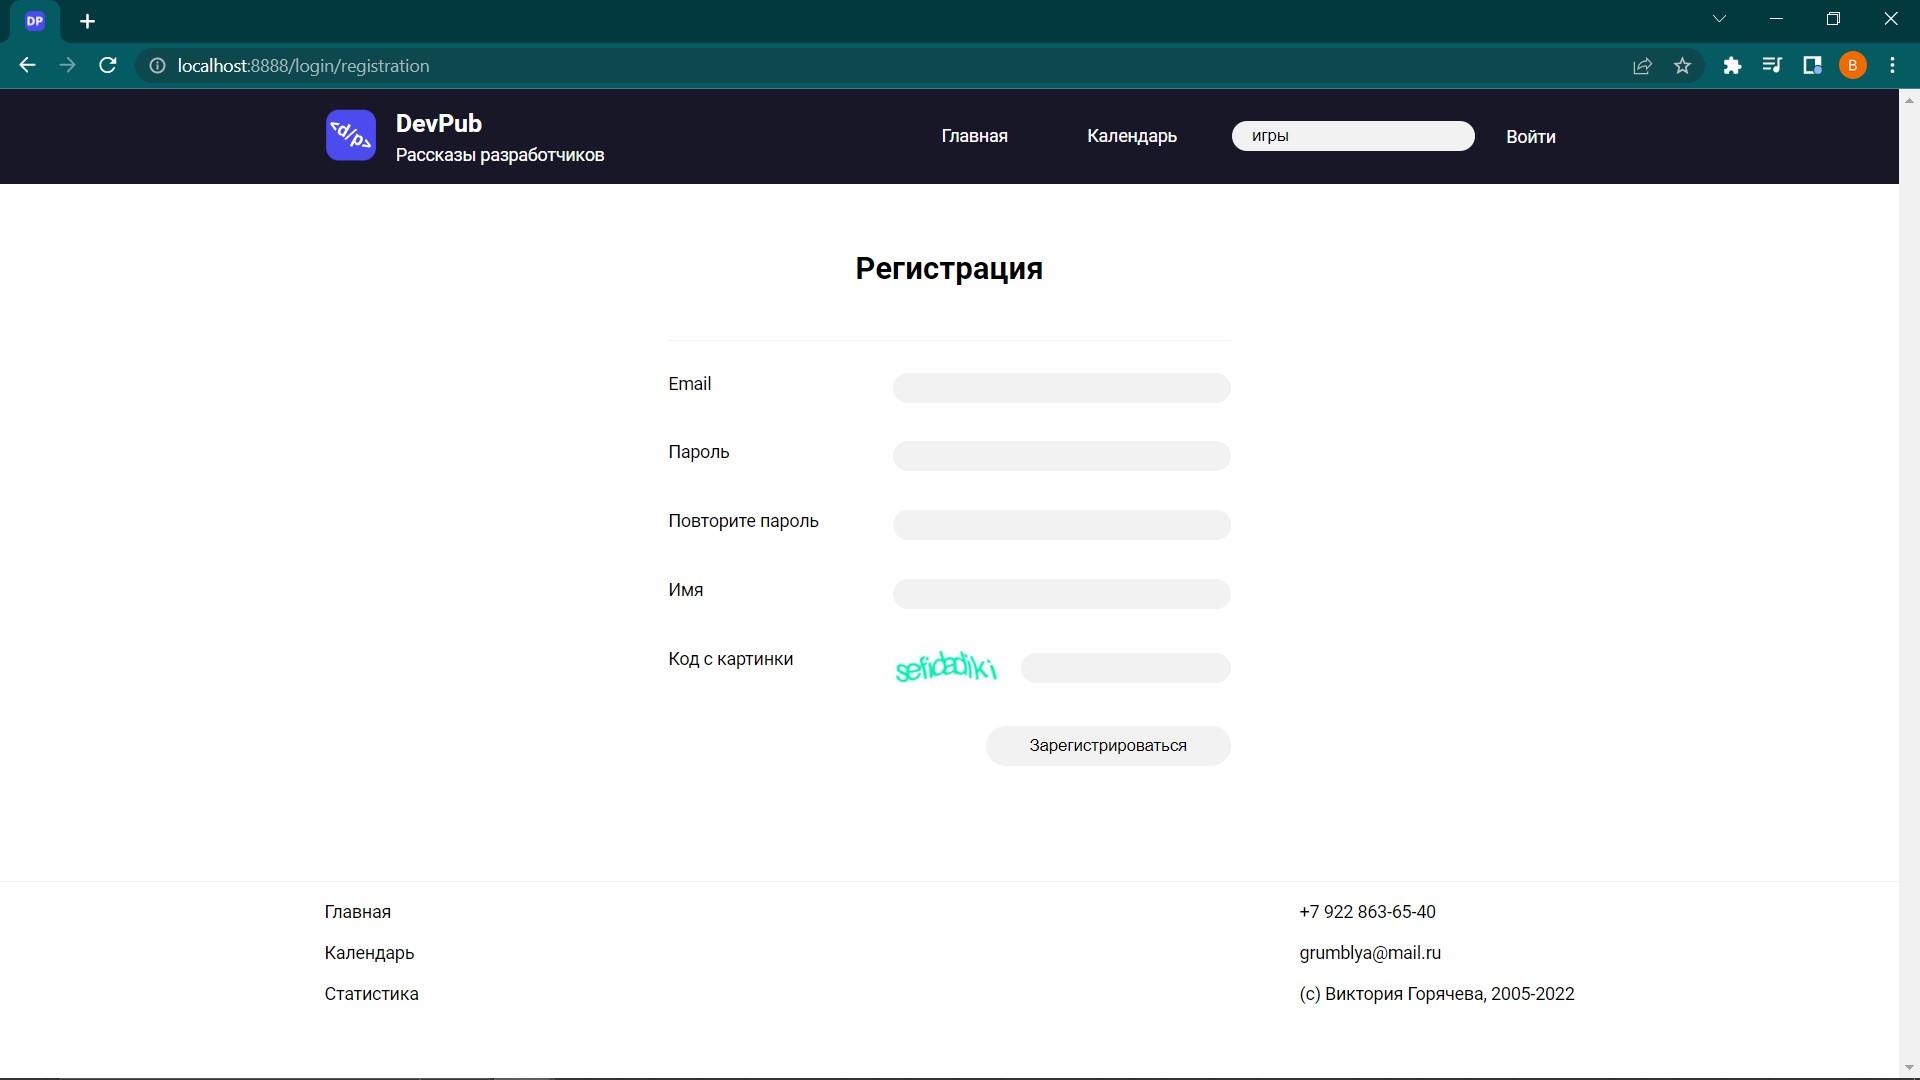 DP
localhost:8888/login/registration
B
<d/p>
DevPub
Рассказы разработчиков
Главная
Календарь
игры
Войти
Регистрация
Email
Пароль
Повторите пароль
Имя
Код с картинки
sefidadiki
Зарегистрироваться
Главная
Календарь
Статистика
+7 922 863-65-40
grumblya@mail.ru
(c) Виктория Горячева, 2005-2022